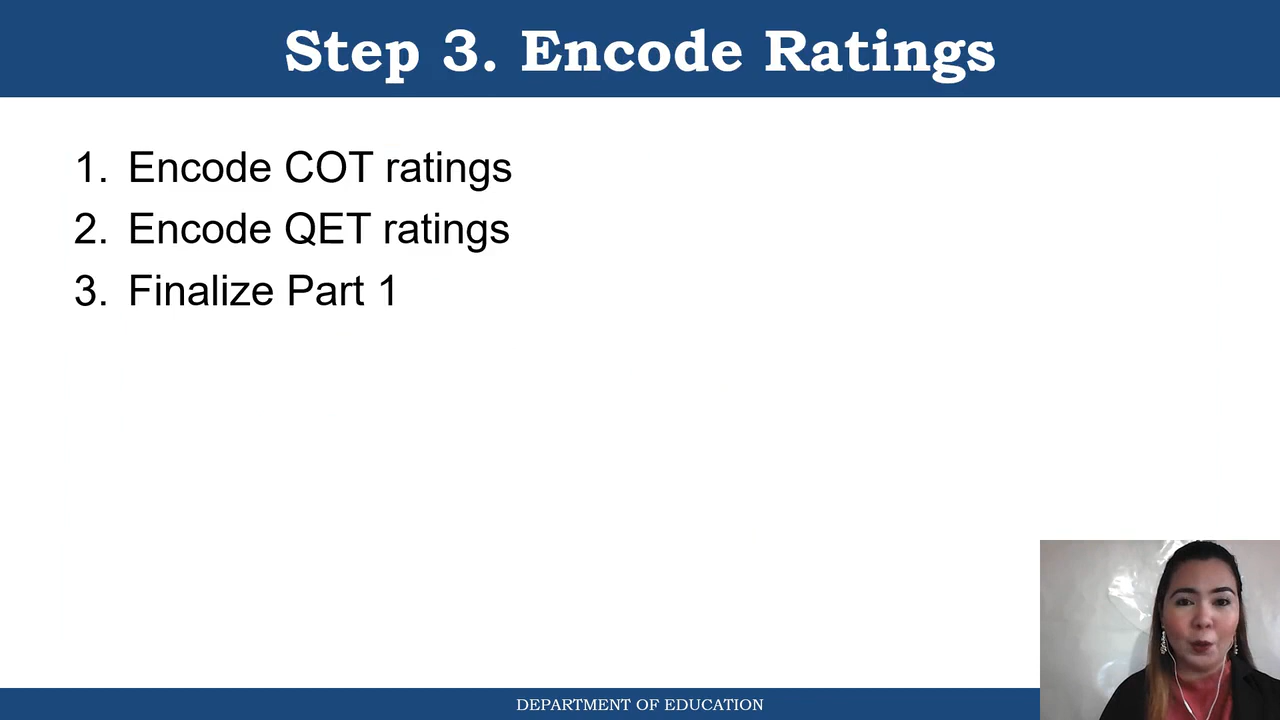 Step 3. Encode Ratings
1. Encode COT ratings
2. Encode QET ratings
3. Finalize Part 1
DEPARTMENT OF EDUCATION